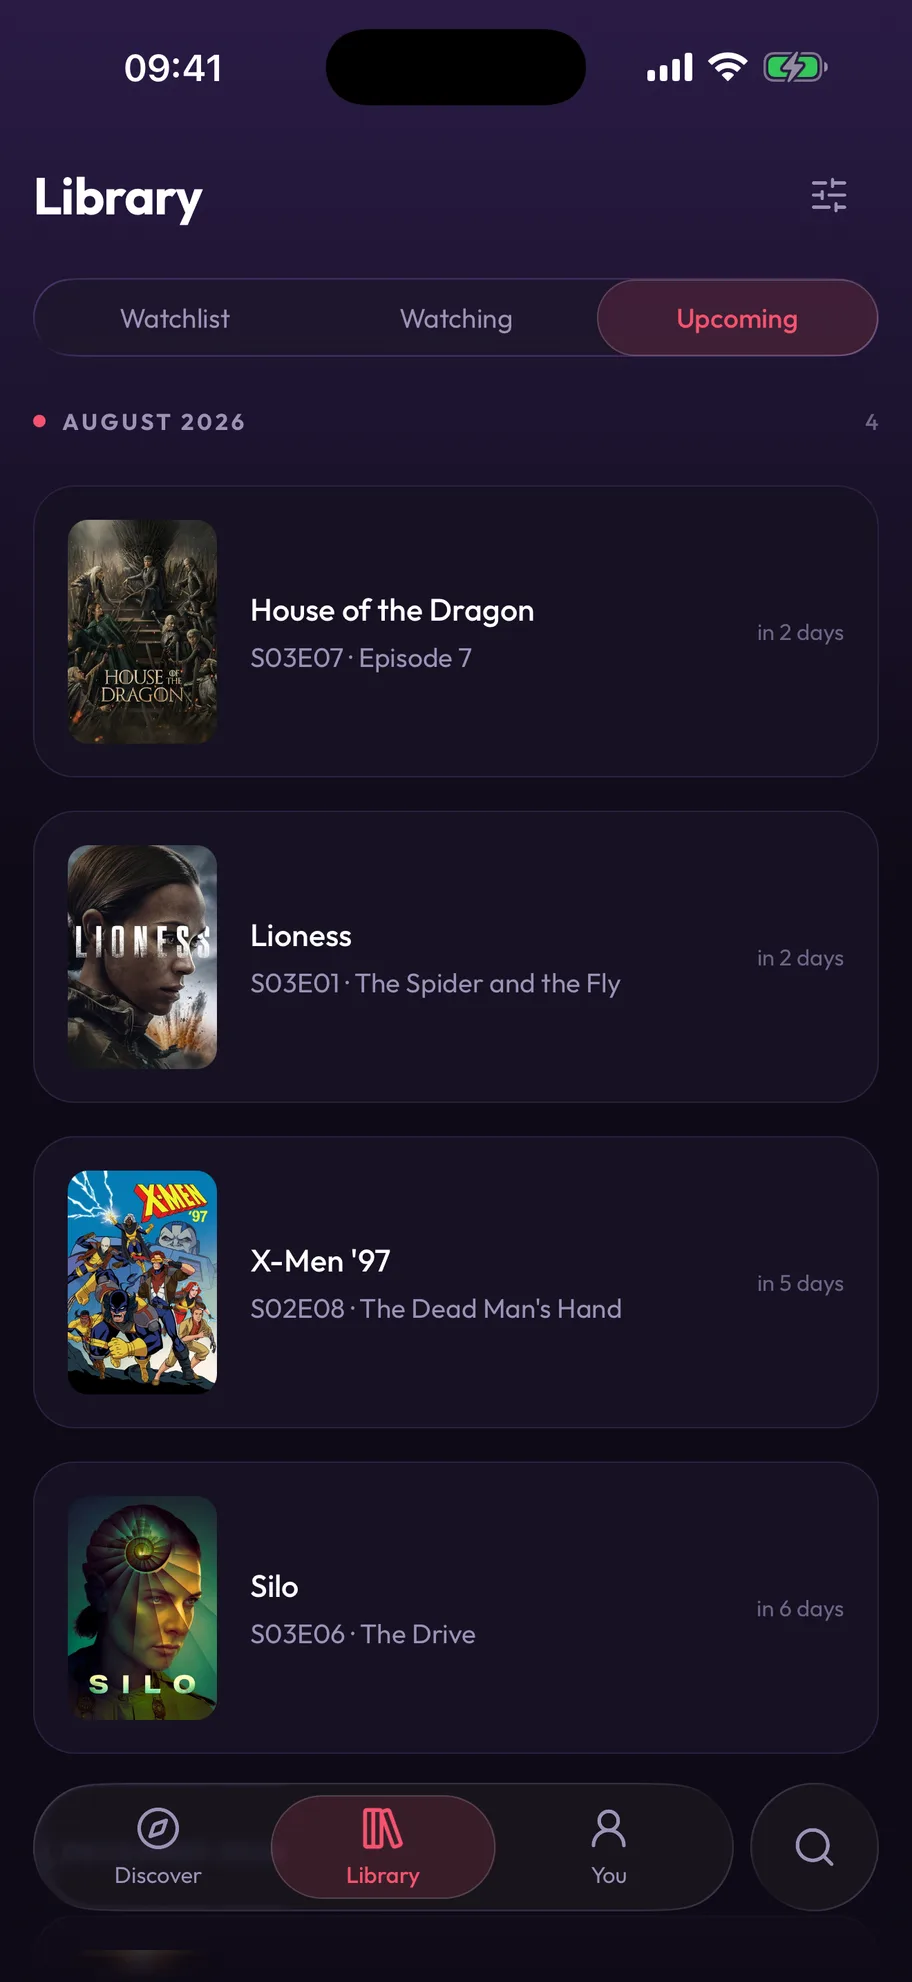 09:41
Library
Watchlist
Watching
Upcoming
AUGUST 2026
4
HOUSE OF THE
DRAGON
House of the Dragon
S03E07 · Episode 7
in 2 days
LIONESS
Lioness
S03E01 · The Spider and the Fly
in 2 days
X-MEN
'97
X-Men '97
S02E08 · The Dead Man's Hand
in 5 days
SILO
Silo
S03E06 · The Drive
in 6 days
Discover
Library
You